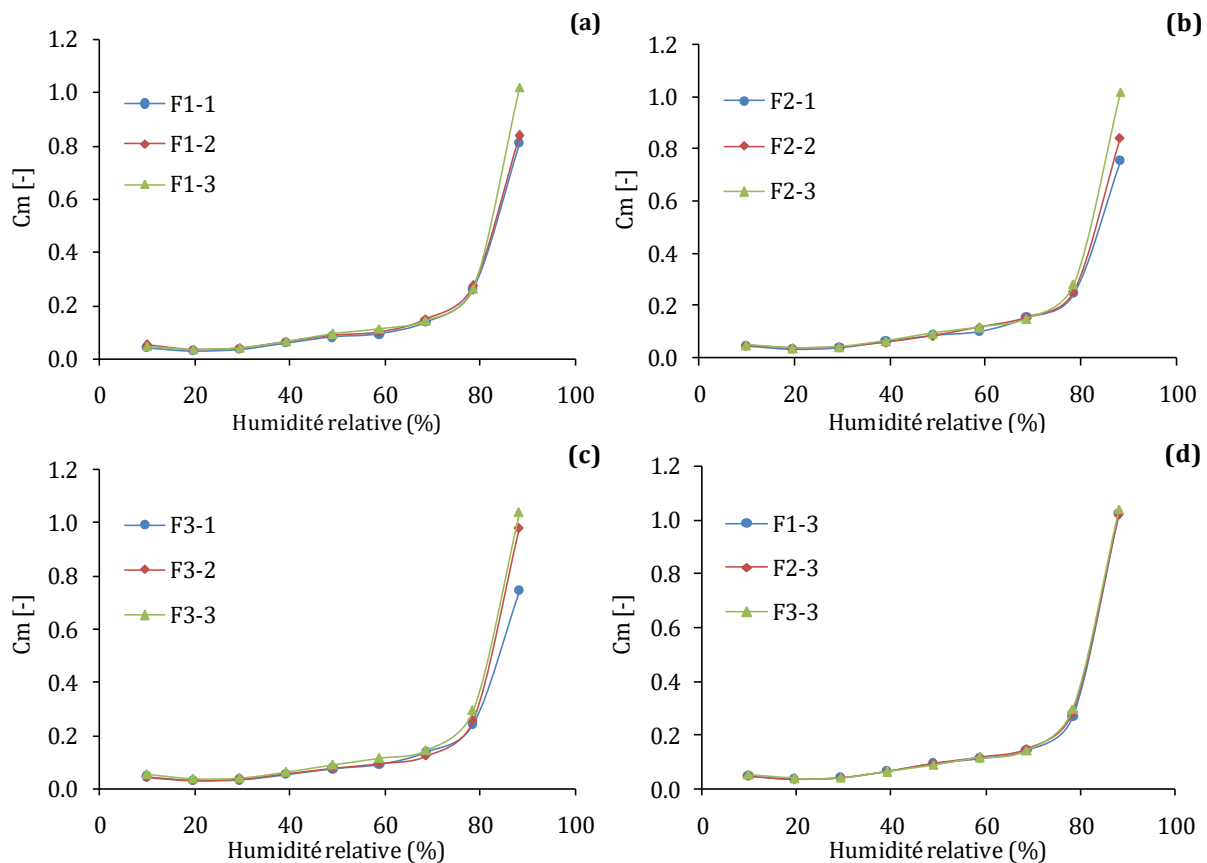 (a)
1.2
1.0
0.8
0.6
0.4
0.2
0.0
Cm [-]
F1-1
F1-2
F1-3
0 20 40 60 80 100
Humidité relative (%)
(b)
1.2
1.0
0.8
0.6
0.4
0.2
0.0
Cm [-]
F2-1
F2-2
F2-3
0 20 40 60 80 100
Humidité relative (%)
(c)
1.2
1.0
0.8
0.6
0.4
0.2
0.0
Cm [-]
F3-1
F3-2
F3-3
0 20 40 60 80 100
Humidité relative (%)
(d)
1.2
1.0
0.8
0.6
0.4
0.2
0.0
Cm [-]
F1-3
F2-3
F3-3
0 20 40 60 80 100
Humidité relative (%)